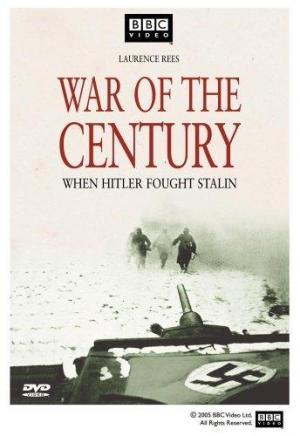 BBC
VIDEO
LAURENCE REES
WAR OF THE
CENTURY
WHEN HITLER FOUGHT STALIN
DVD
VIDEO
© 2005 BBC Video Ltd.
All Rights Reserved.